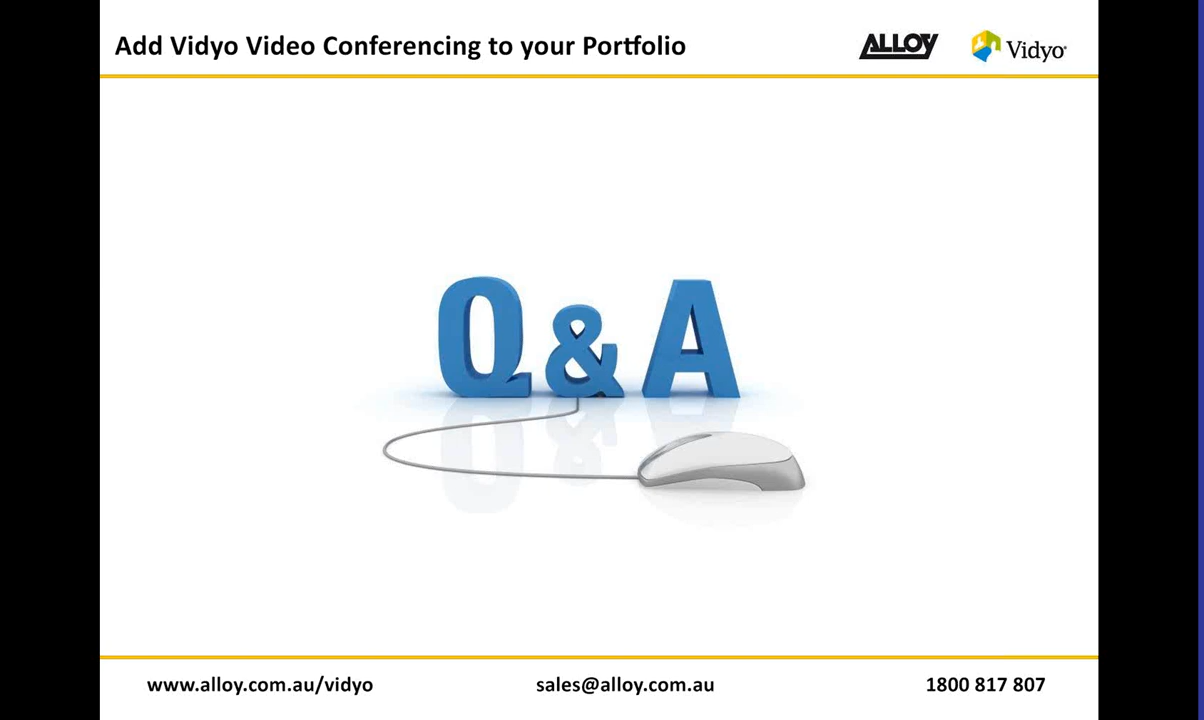 Add Vidyo Video Conferencing to your Portfolio
ALLOY
Vidyo
Q & A
www.alloy.com.au/vidyo
sales@alloy.com.au
1800 817 807